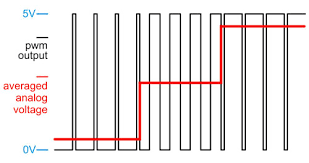 5V
pwm
output
averaged
analog
voltage
0V